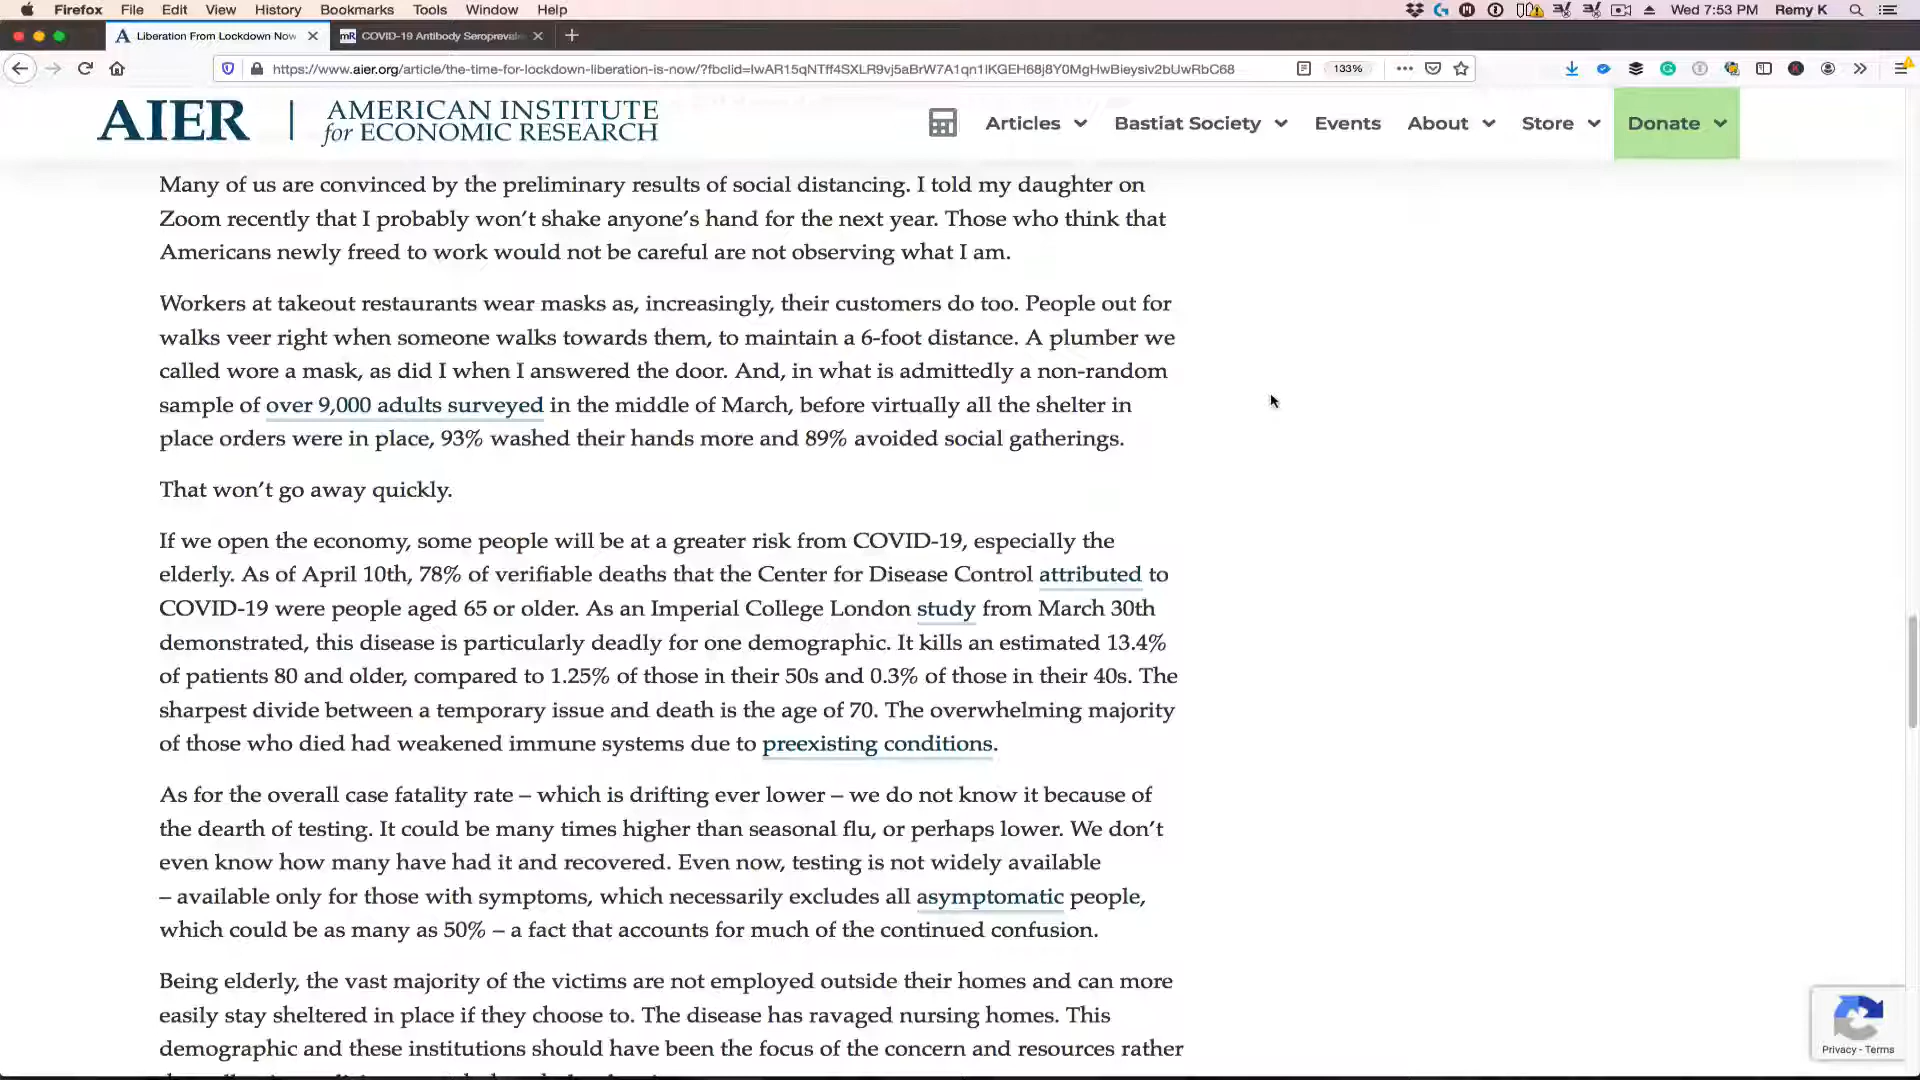 Firefox File Edit View History Bookmarks Tools Window Help Wed 7:53 PM Remy K
Liberation From Lockdown Now COVID-19 Antibody Seropreval
https://www.aier.org/article/the-time-for-lockdown-liberation-is-now/?fbclid=IwAR15qNTff4SXLR9vj5aBrW7A1qn1lKGEH68j8Y0MgHwBieysiv2bUwRbC68 133%
AIER AMERICAN INSTITUTE
for ECONOMIC RESEARCH
Articles Bastiat Society Events About Store Donate
Many of us are convinced by the preliminary results of social distancing. I told my daughter on
Zoom recently that I probably won’t shake anyone’s hand for the next year. Those who think that
Americans newly freed to work would not be careful are not observing what I am.
Workers at takeout restaurants wear masks as, increasingly, their customers do too. People out for
walks veer right when someone walks towards them, to maintain a 6-foot distance. A plumber we
called wore a mask, as did I when I answered the door. And, in what is admittedly a non-random
sample of over 9,000 adults surveyed in the middle of March, before virtually all the shelter in
place orders were in place, 93% washed their hands more and 89% avoided social gatherings.
That won’t go away quickly.
If we open the economy, some people will be at a greater risk from COVID-19, especially the
elderly. As of April 10th, 78% of verifiable deaths that the Center for Disease Control attributed to
COVID-19 were people aged 65 or older. As an Imperial College London study from March 30th
demonstrated, this disease is particularly deadly for one demographic. It kills an estimated 13.4%
of patients 80 and older, compared to 1.25% of those in their 50s and 0.3% of those in their 40s. The
sharpest divide between a temporary issue and death is the age of 70. The overwhelming majority
of those who died had weakened immune systems due to preexisting conditions.
As for the overall case fatality rate – which is drifting ever lower – we do not know it because of
the dearth of testing. It could be many times higher than seasonal flu, or perhaps lower. We don’t
even know how many have had it and recovered. Even now, testing is not widely available
– available only for those with symptoms, which necessarily excludes all asymptomatic people,
which could be as many as 50% – a fact that accounts for much of the continued confusion.
Being elderly, the vast majority of the victims are not employed outside their homes and can more
easily stay sheltered in place if they choose to. The disease has ravaged nursing homes. This
demographic and these institutions should have been the focus of the concern and resources rather
Privacy - Terms